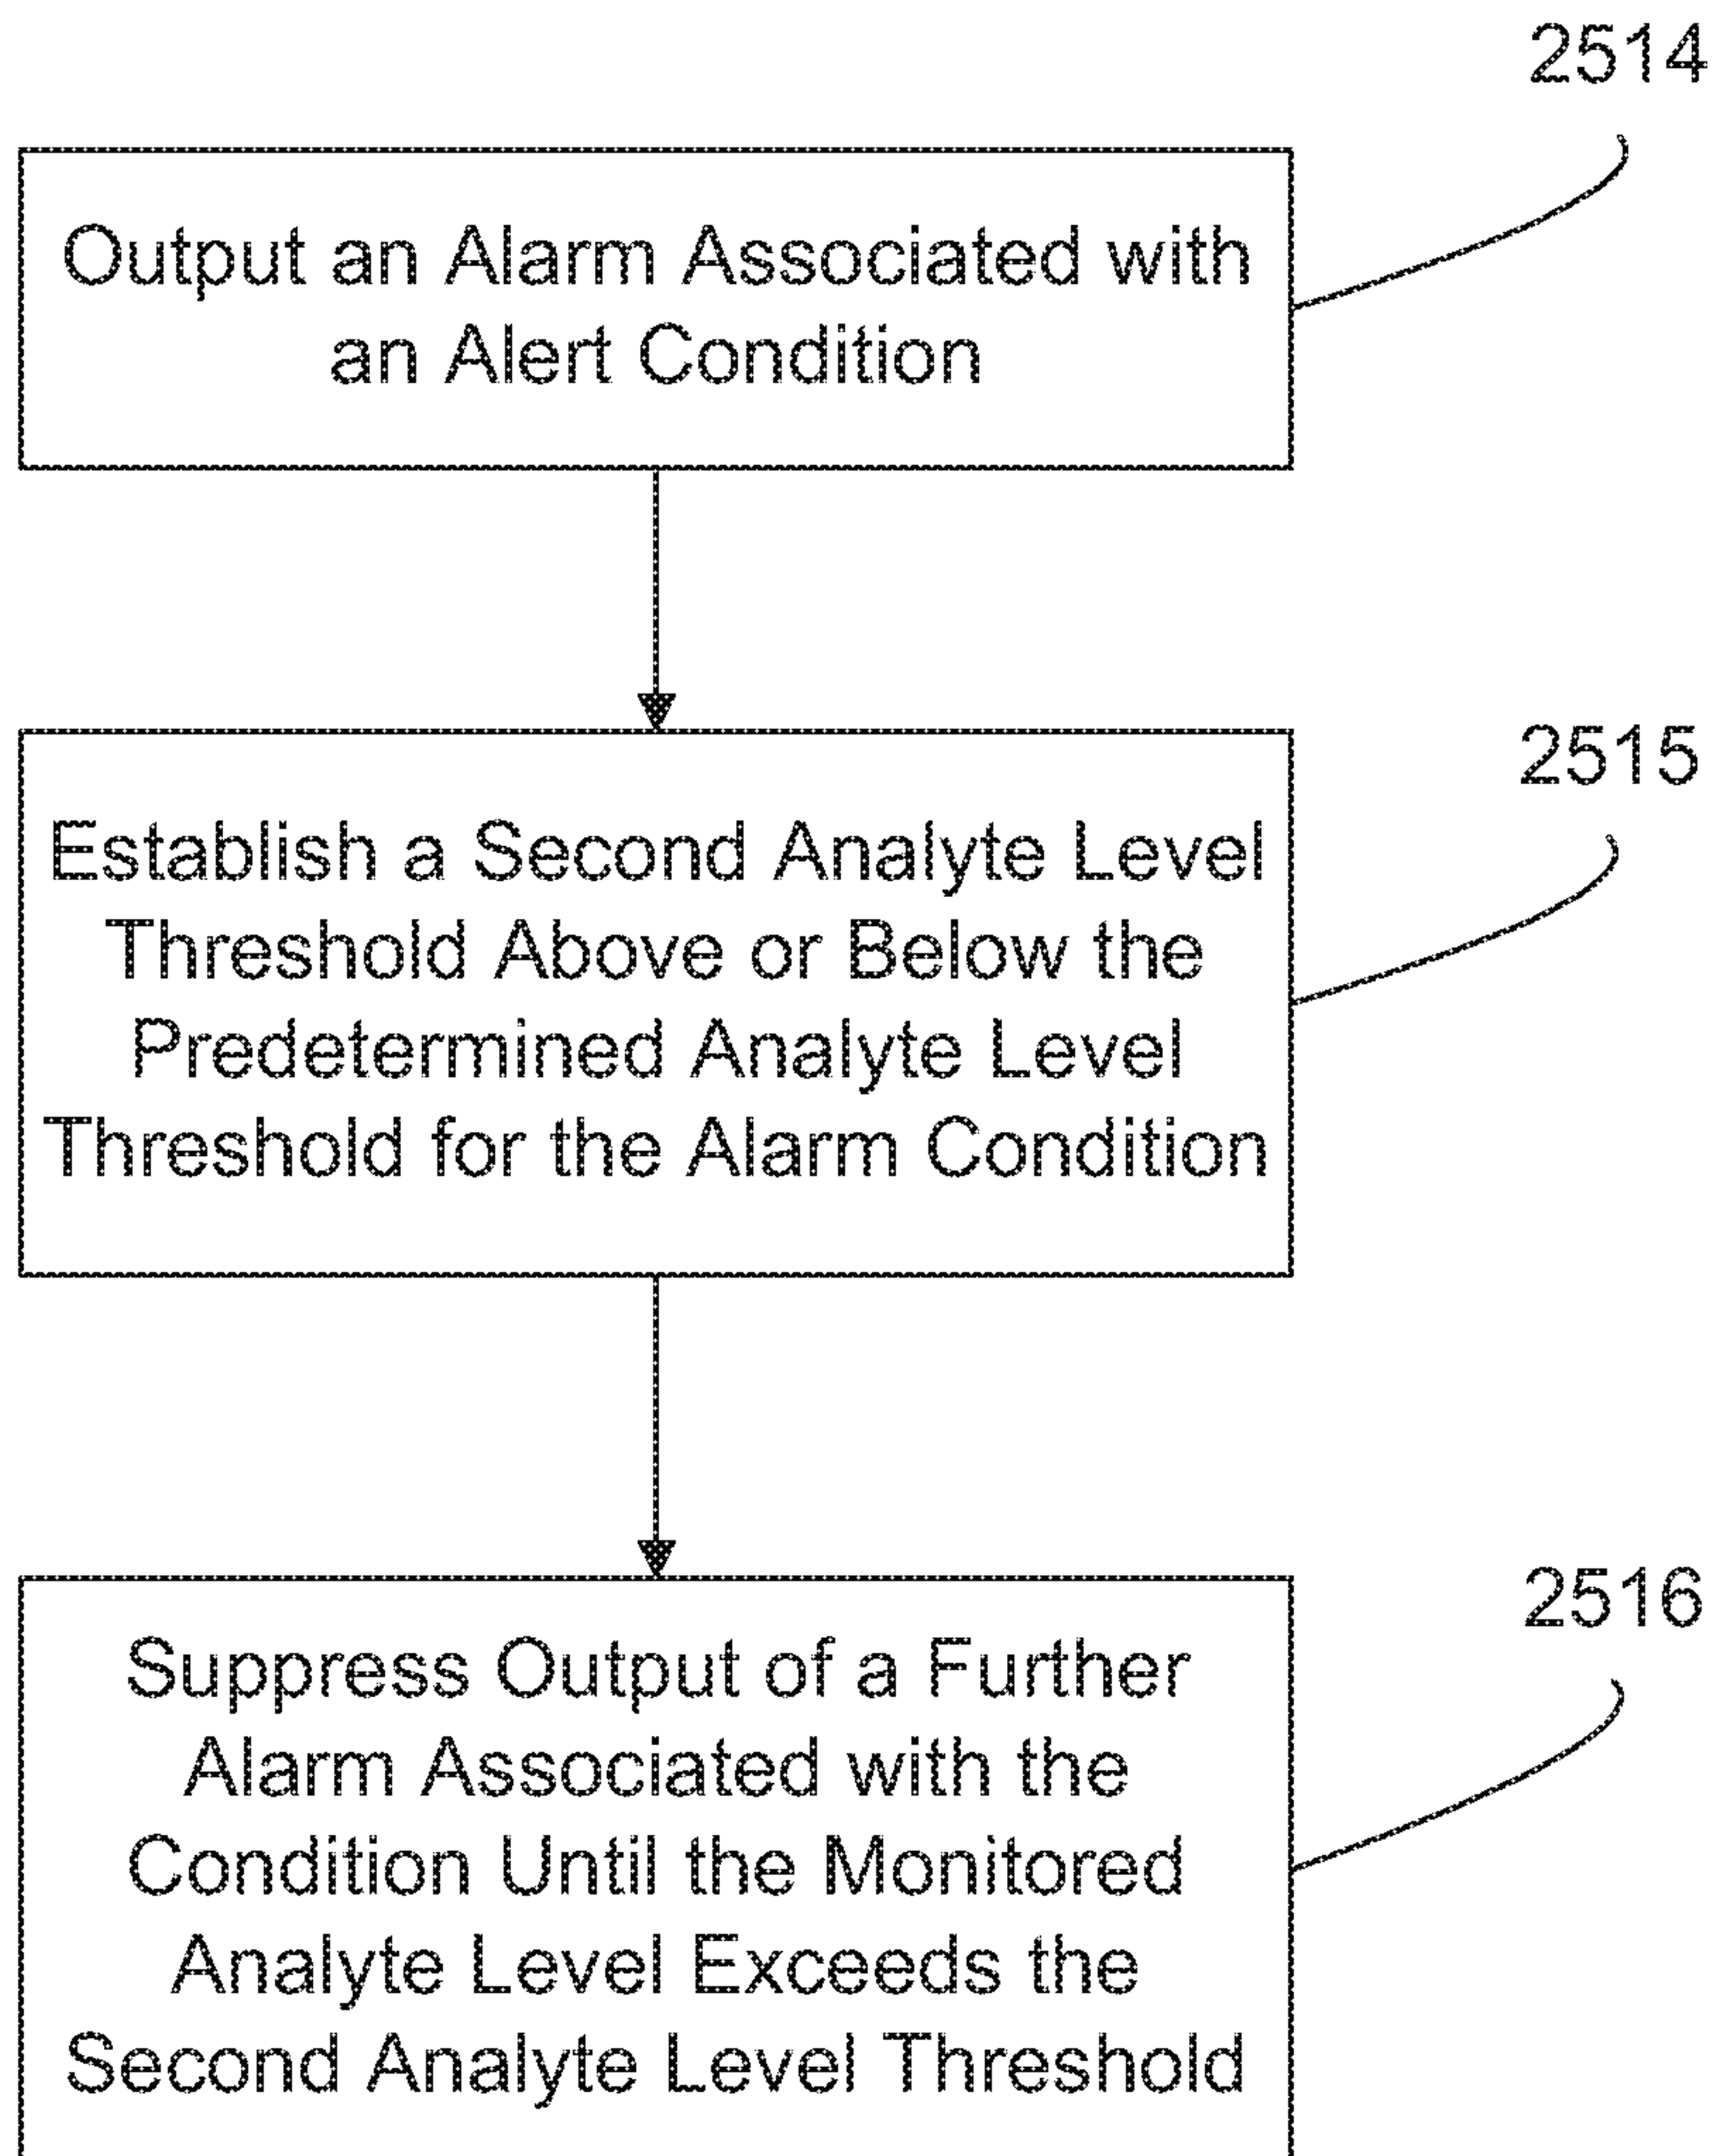 2514
Output an Alarm Associated with
an Alert Condition
2515
Establish a Second Analyte Level
Threshold Above or Below the
Predetermined Analyte Level
Threshold for the Alarm Condition
2516
Suppress Output of a Further
Alarm Associated with the
Condition Until the Monitored
Analyte Level Exceeds the
Second Analyte Level Threshold